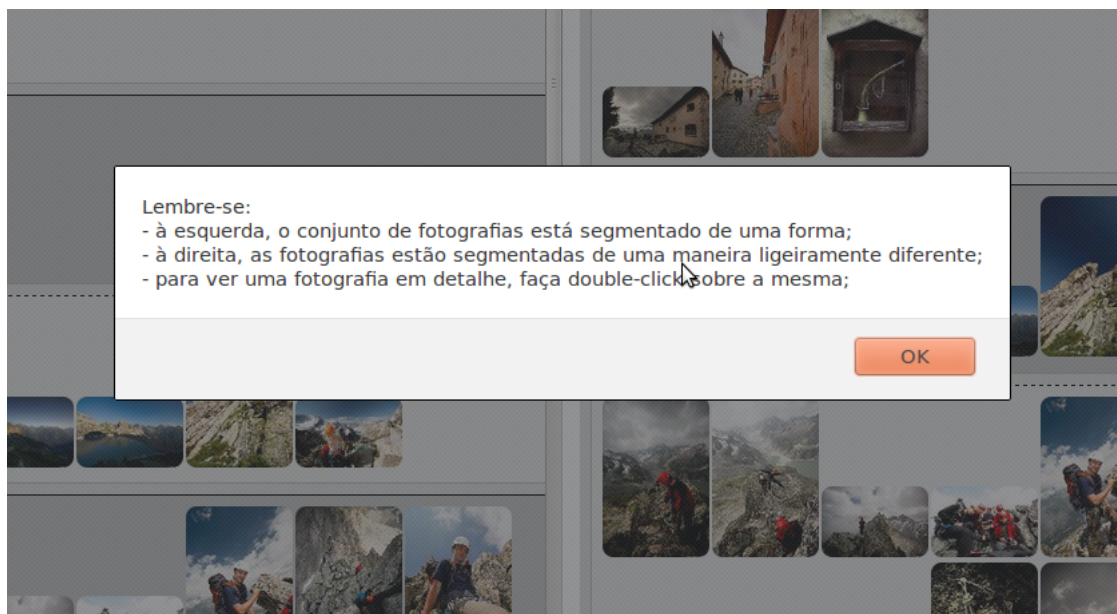 Lembre-se:
- à esquerda, o conjunto de fotografias está segmentado de uma forma;
- à direita, as fotografias estão segmentadas de uma maneira ligeiramente diferente;
- para ver uma fotografia em detalhe, faça double-click sobre a mesma;
OK